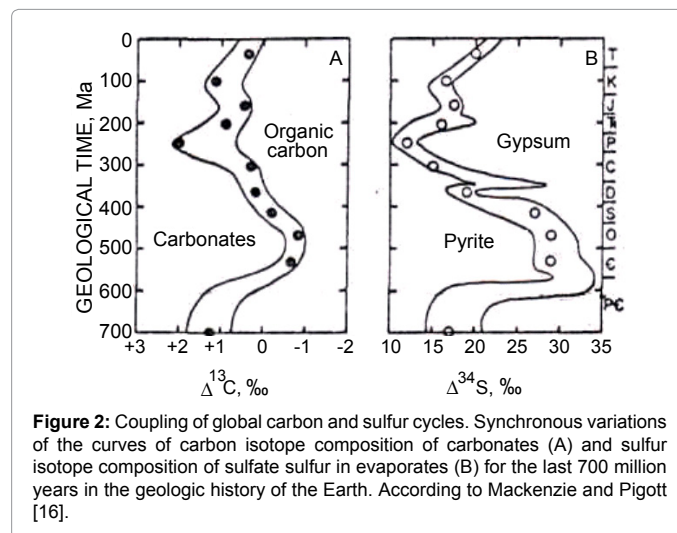 A
B
0
100
200
300
400
500
600
700
GEOLOGICAL TIME, Ma
Organic
carbon
Carbonates
+3 +2 +1 0 -1 -2
Δ13C, ‰
Gypsum
Pyrite
10 15 20 25 30 35
Δ34S, ‰
T
K
J
P
C
D
S
O
Є
PЄ
Figure 2: Coupling of global carbon and sulfur cycles. Synchronous variations
of the curves of carbon isotope composition of carbonates (A) and sulfur
isotope composition of sulfate sulfur in evaporates (B) for the last 700 million
years in the geologic history of the Earth. According to Mackenzie and Pigott
[16].